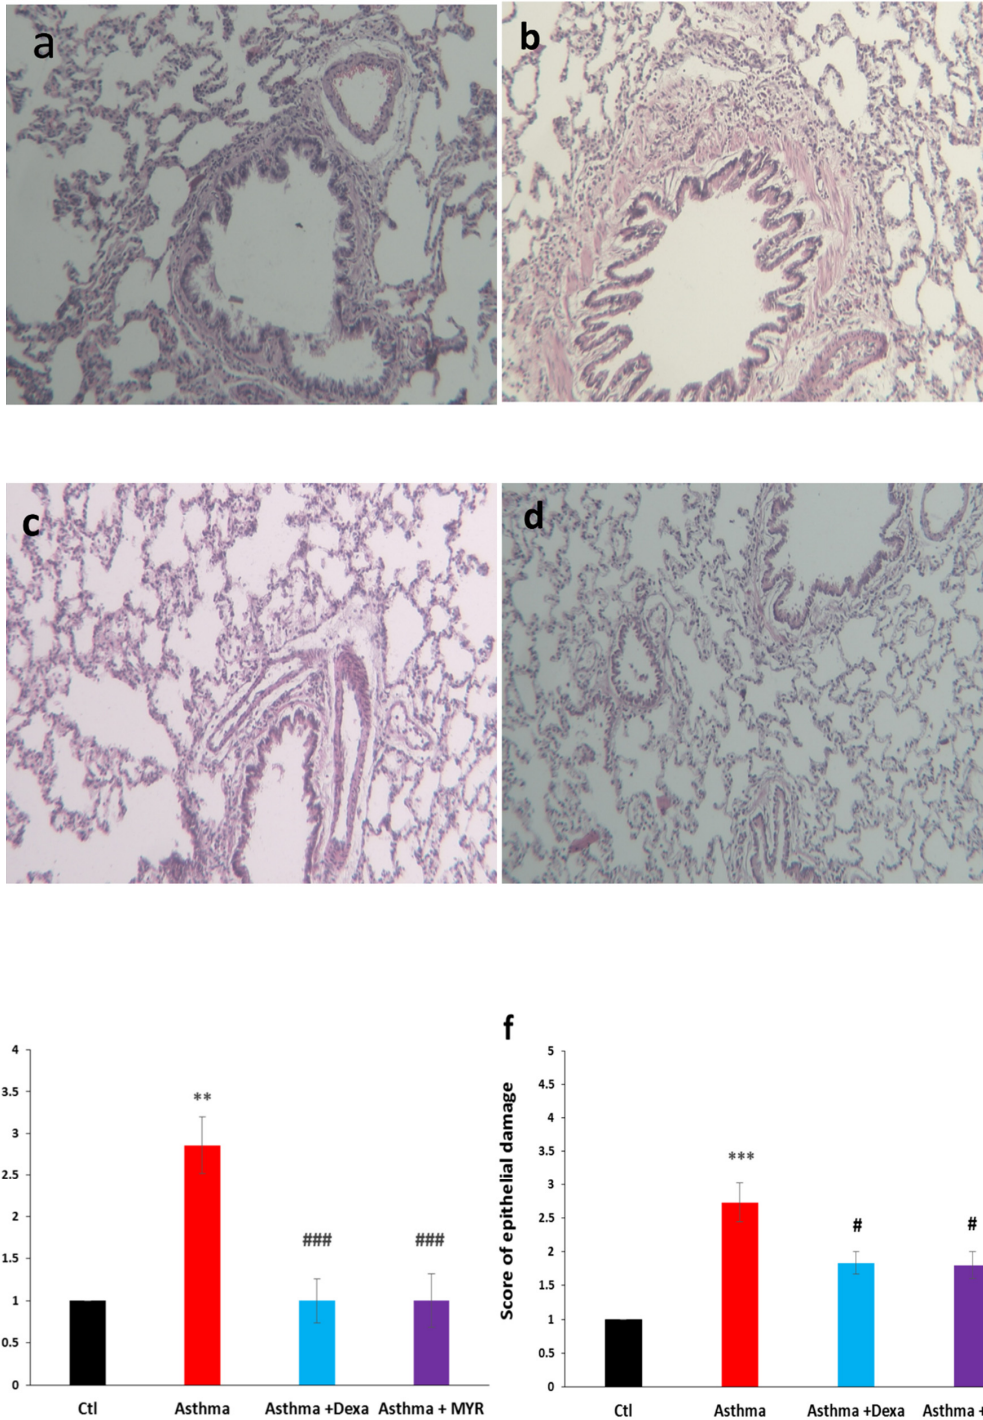 a
b
c
d
4
3.5
3
2.5
2
1.5
1
0.5
0
**
###
###
Ctl
Asthma
Asthma +Dexa
Asthma + MYR
f
Score of epithelial damage
5
4.5
4
3.5
3
2.5
2
1.5
1
0.5
0
***
#
#
Ctl
Asthma
Asthma +Dexa
Asthma +